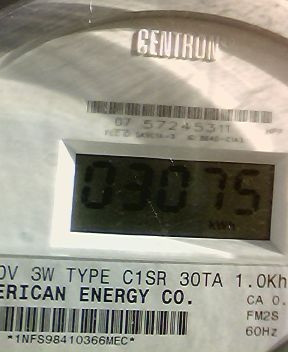 CENTRON
07 57245311
03075
kWh
0V 3W TYPE C1SR 30TA 1.0Kh
ERICAN ENERGY CO. CA 0.
FM2S
*1NFS98410366MEC* 60Hz